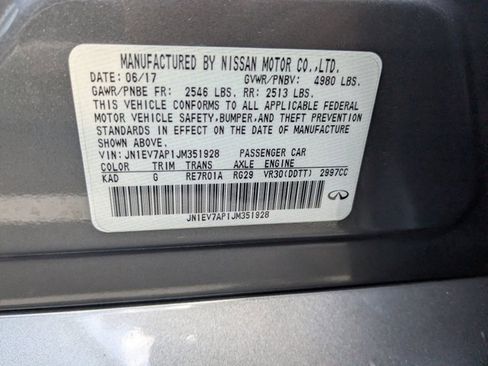 MANUFACTURED BY NISSAN MOTOR CO.,LTD.
DATE: 06/17 GVWR/PNBV: 4980 LBS.
GAWR/PNBE FR: 2546 LBS. RR: 2513 LBS.
THIS VEHICLE CONFORMS TO ALL APPLICABLE FEDERAL
MOTOR VEHICLE SAFETY,BUMPER,AND THEFT PREVENTION
STANDARDS IN EFFECT ON THE DATE OF MANUFACTURE
SHOWN ABOVE.
VIN: JN1EV7AP1JM351928 PASSENGER CAR
COLOR TRIM TRANS AXLE ENGINE
KAD G RE7R01A RG29 VR30(DDTT) 2997CC
JN1EV7AP1JM351928